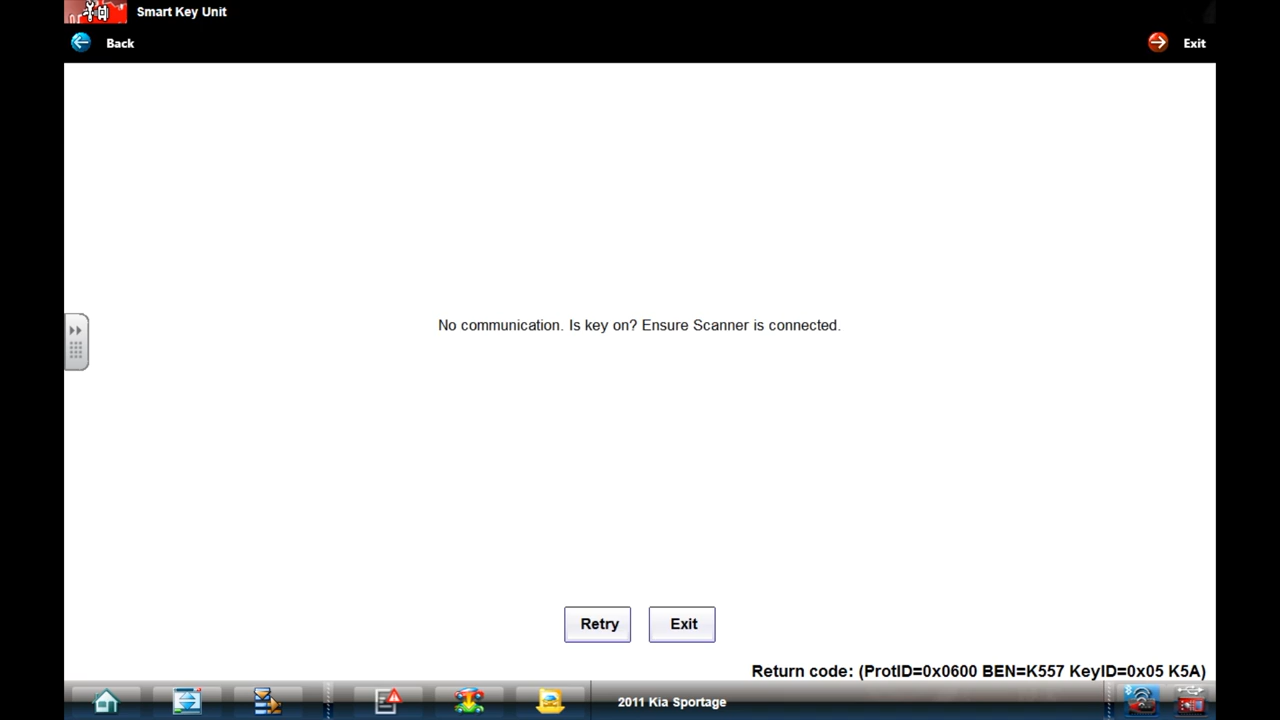 Smart Key Unit
Back
Exit
No communication. Is key on? Ensure Scanner is connected.
Retry
Exit
Return code: (ProtID=0x0600 BEN=K557 KeyID=0x05 K5A)
2011 Kia Sportage